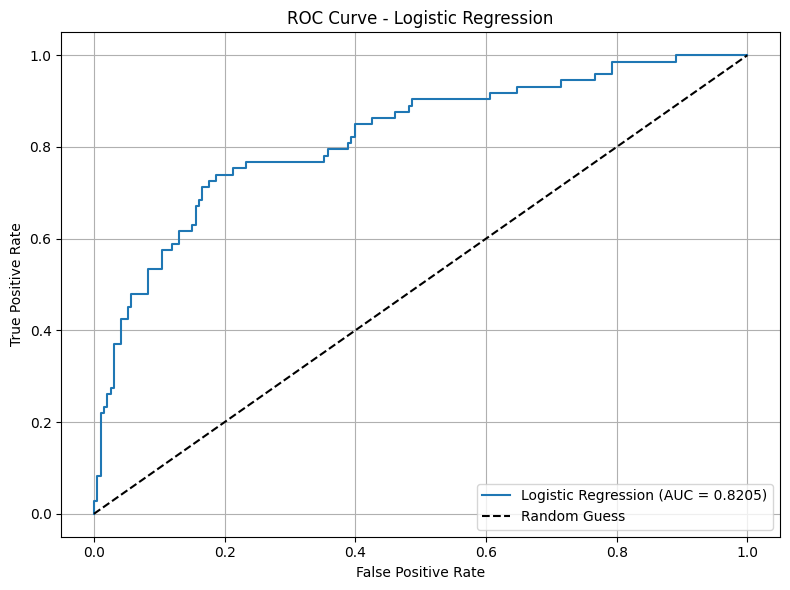 ROC Curve - Logistic Regression
True Positive Rate
1.0
0.8
0.6
0.4
0.2
0.0
0.0 0.2 0.4 0.6 0.8 1.0
False Positive Rate
Logistic Regression (AUC = 0.8205)
Random Guess